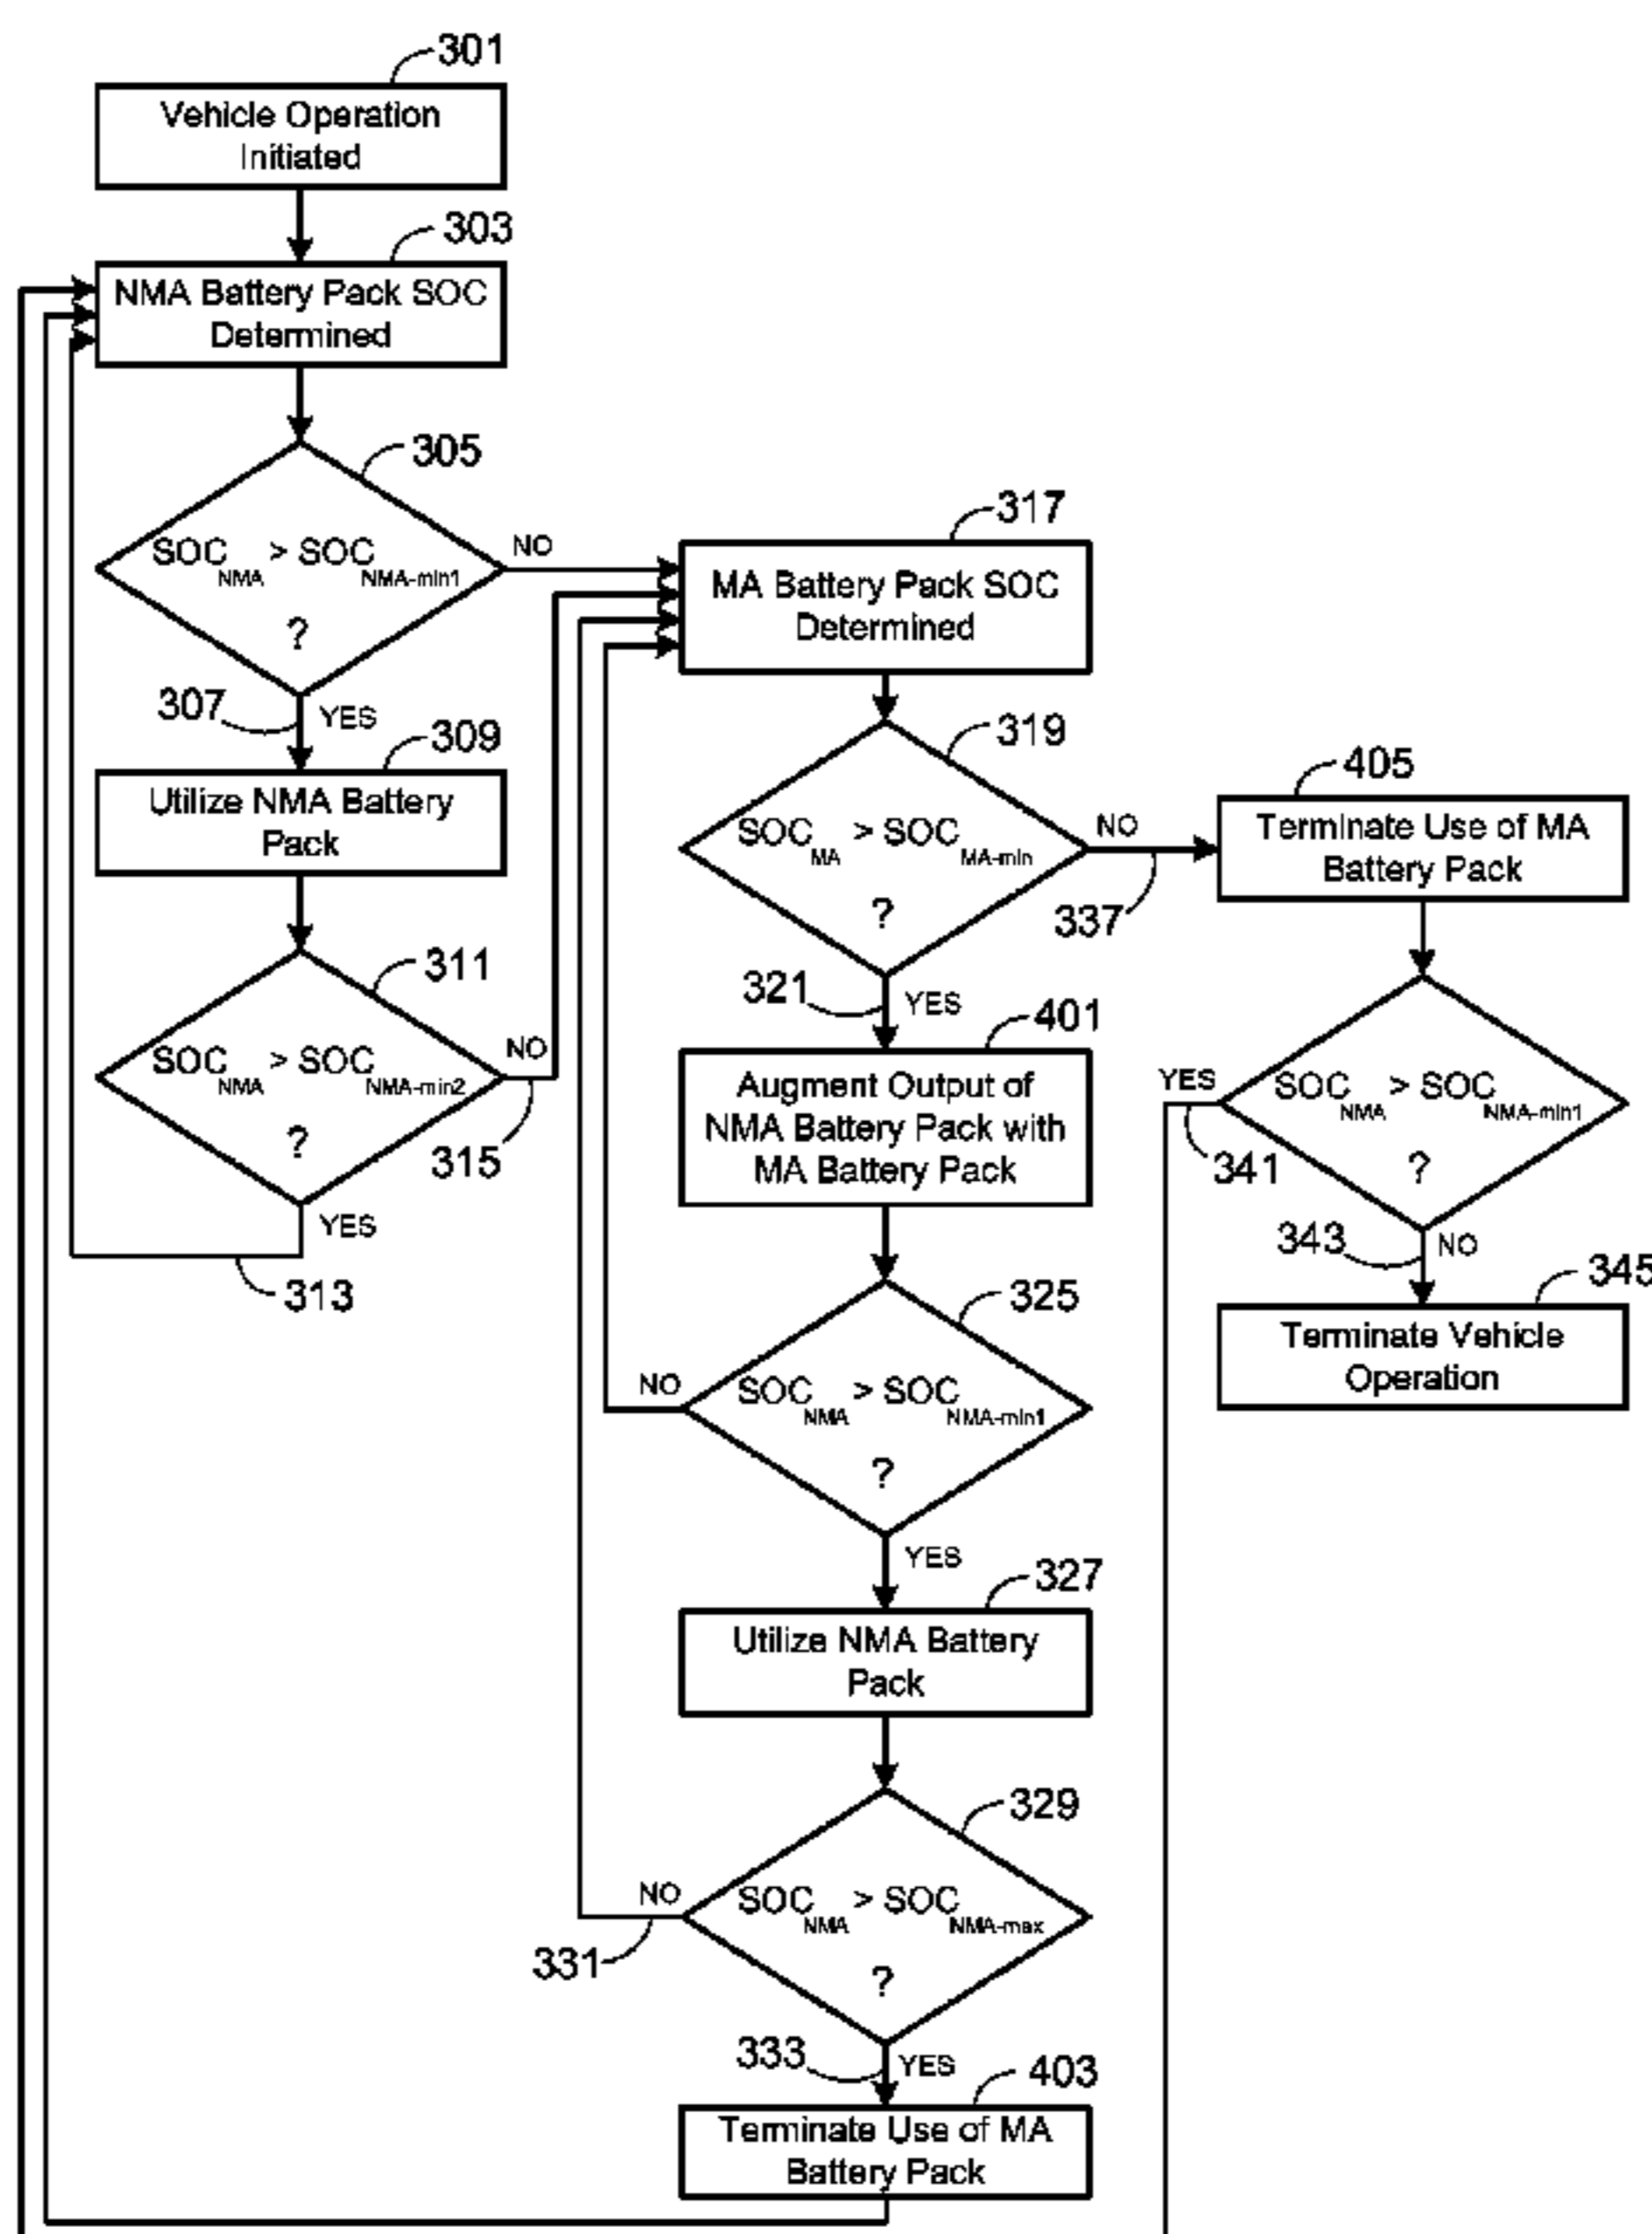 301
Vehicle Operation
Initiated
303
NMA Battery Pack SOC
Determined
305
SOC NMA > SOC NMA-min1
?
NO
307
YES
309
Utilize NMA Battery
Pack
311
SOC NMA > SOC NMA-min2
?
NO
315
YES
313
317
MA Battery Pack SOC
Determined
319
SOC MA > SOC MA-min
?
NO
337
321
YES
401
Augment Output of
NMA Battery Pack with
MA Battery Pack
325
NO
SOC NMA > SOC NMA-min1
?
YES
327
Utilize NMA Battery
Pack
329
NO
SOC NMA > SOC NMA-max
?
331
333
YES
403
Terminate Use of MA
Battery Pack
405
Terminate Use of MA
Battery Pack
YES
SOC NMA > SOC NMA-min1
?
341
343
NO
345
Terminate Vehicle
Operation